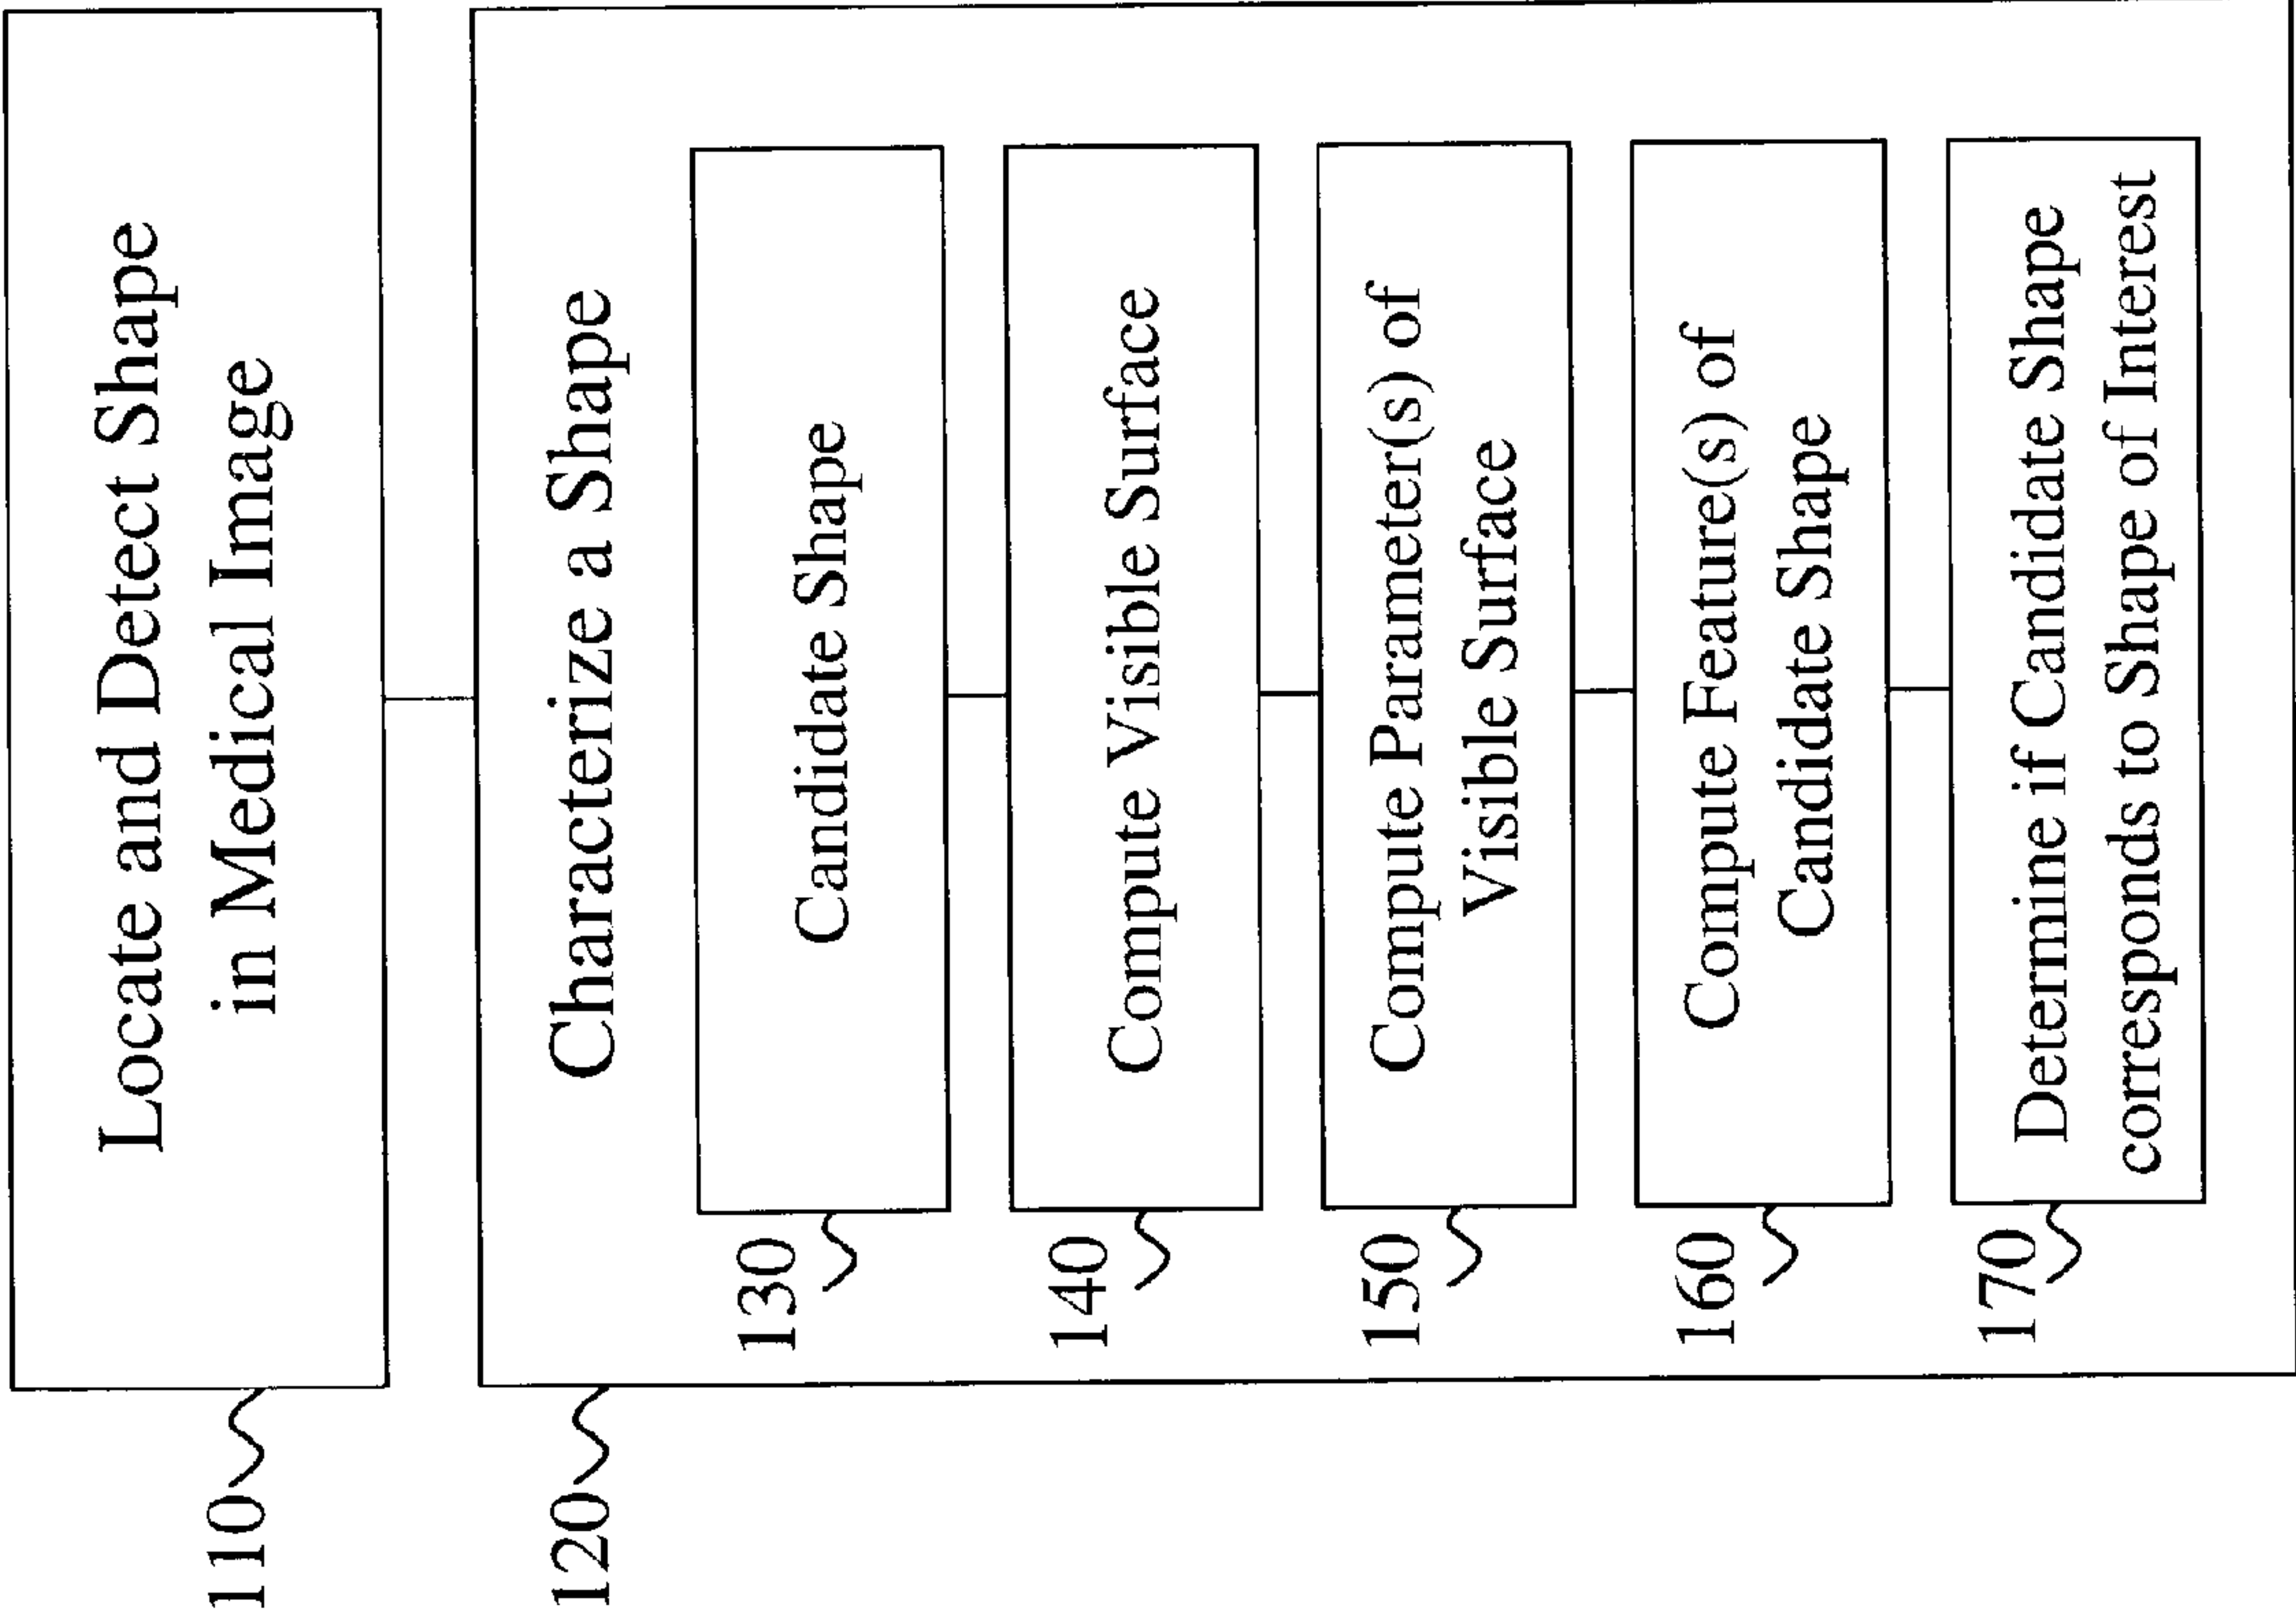 110
Locate and Detect Shape
in Medical Image
120
Characterize a Shape
130
Candidate Shape
140
Compute Visible Surface
150
Compute Parameter(s) of
Visible Surface
160
Compute Feature(s) of
Candidate Shape
170
Determine if Candidate Shape
corresponds to Shape of Interest